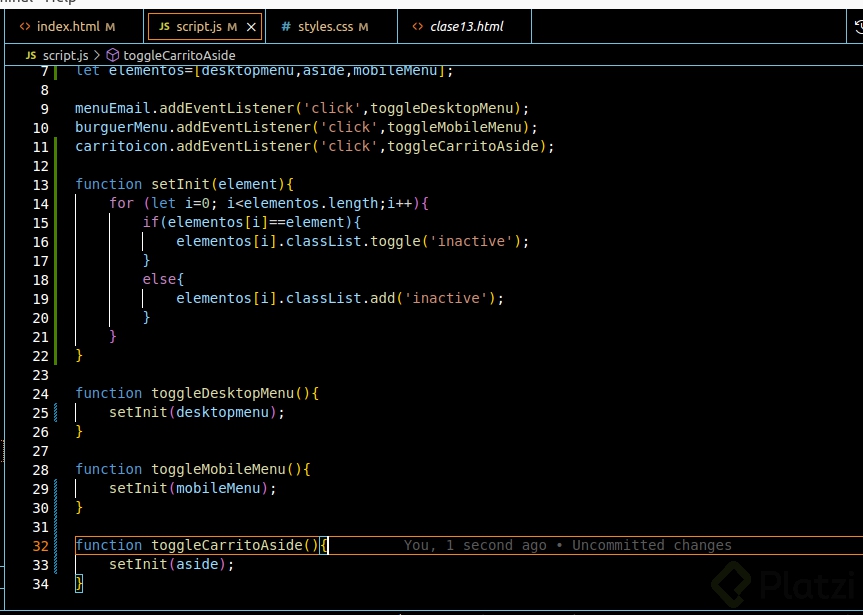 index.html M
JS script.js M
# styles.css M
clase13.html
JS script.js > toggleCarritoAside
7 let elementos=[desktopmenu,aside,mobileMenu];
8
9 menuEmail.addEventListener('click',toggleDesktopMenu);
10 burguerMenu.addEventListener('click',toggleMobileMenu);
11 carritoicon.addEventListener('click',toggleCarritoAside);
12
13 function setInit(element){
14 for (let i=0; i<elementos.length;i++){
15 if(elementos[i]==element){
16 elementos[i].classList.toggle('inactive');
17 }
18 else{
19 elementos[i].classList.add('inactive');
20 }
21 }
22 }
23
24 function toggleDesktopMenu(){
25 setInit(desktopmenu);
26 }
27
28 function toggleMobileMenu(){
29 setInit(mobileMenu);
30 }
31
32 function toggleCarritoAside(){ You, 1 second ago • Uncommitted changes
33 setInit(aside);
34 }
Platzi